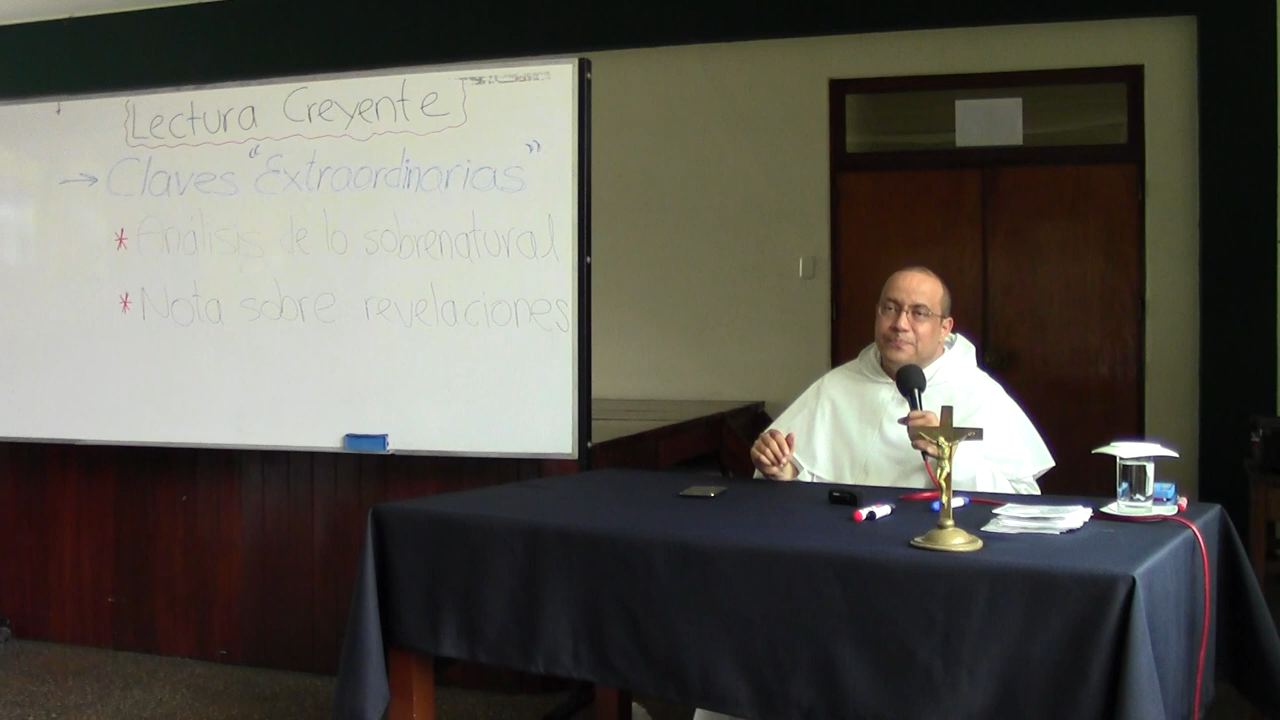 {Lectura Creyente}
→ Claves "Extraordinarias"
* Análisis de lo sobrenatural
* Nota sobre revelaciones